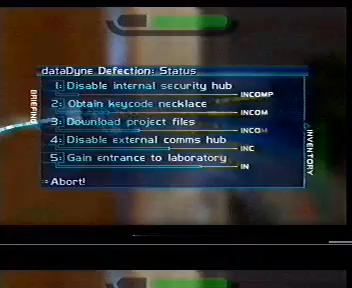 dataDyne Defection: Status
1: Disable internal security hub
INCOMP
2: Obtain keycode necklace
INCOM
3: Download project files
INCO
4: Disable external comms hub
INC
5: Gain entrance to laboratory
IN
Abort!
BRIEFING
INVENTORY